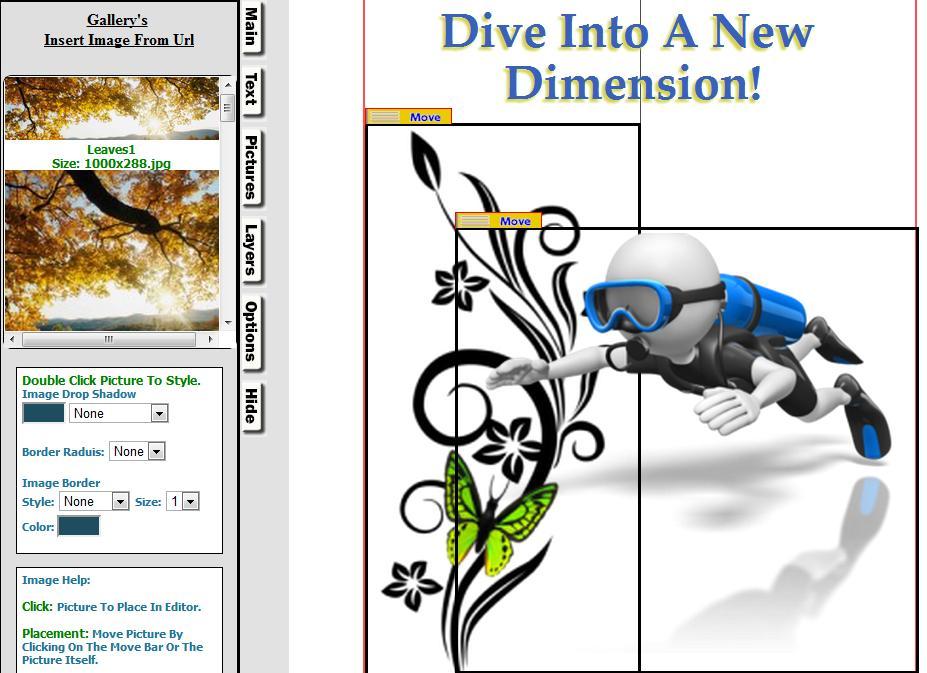 Gallery's
Insert Image From Url
Leaves1
Size: 1000x288.jpg
Double Click Picture To Style.
Image Drop Shadow
None
Border Raduis: None
Image Border
Style: None Size: 1
Color:
Image Help:
Click: Picture To Place In Editor.
Placement: Move Picture By
Clicking On The Move Bar Or The
Picture Itself.
Main
Text
Pictures
Layers
Options
Hide
Dive Into A New
Dimension!
Move
Move